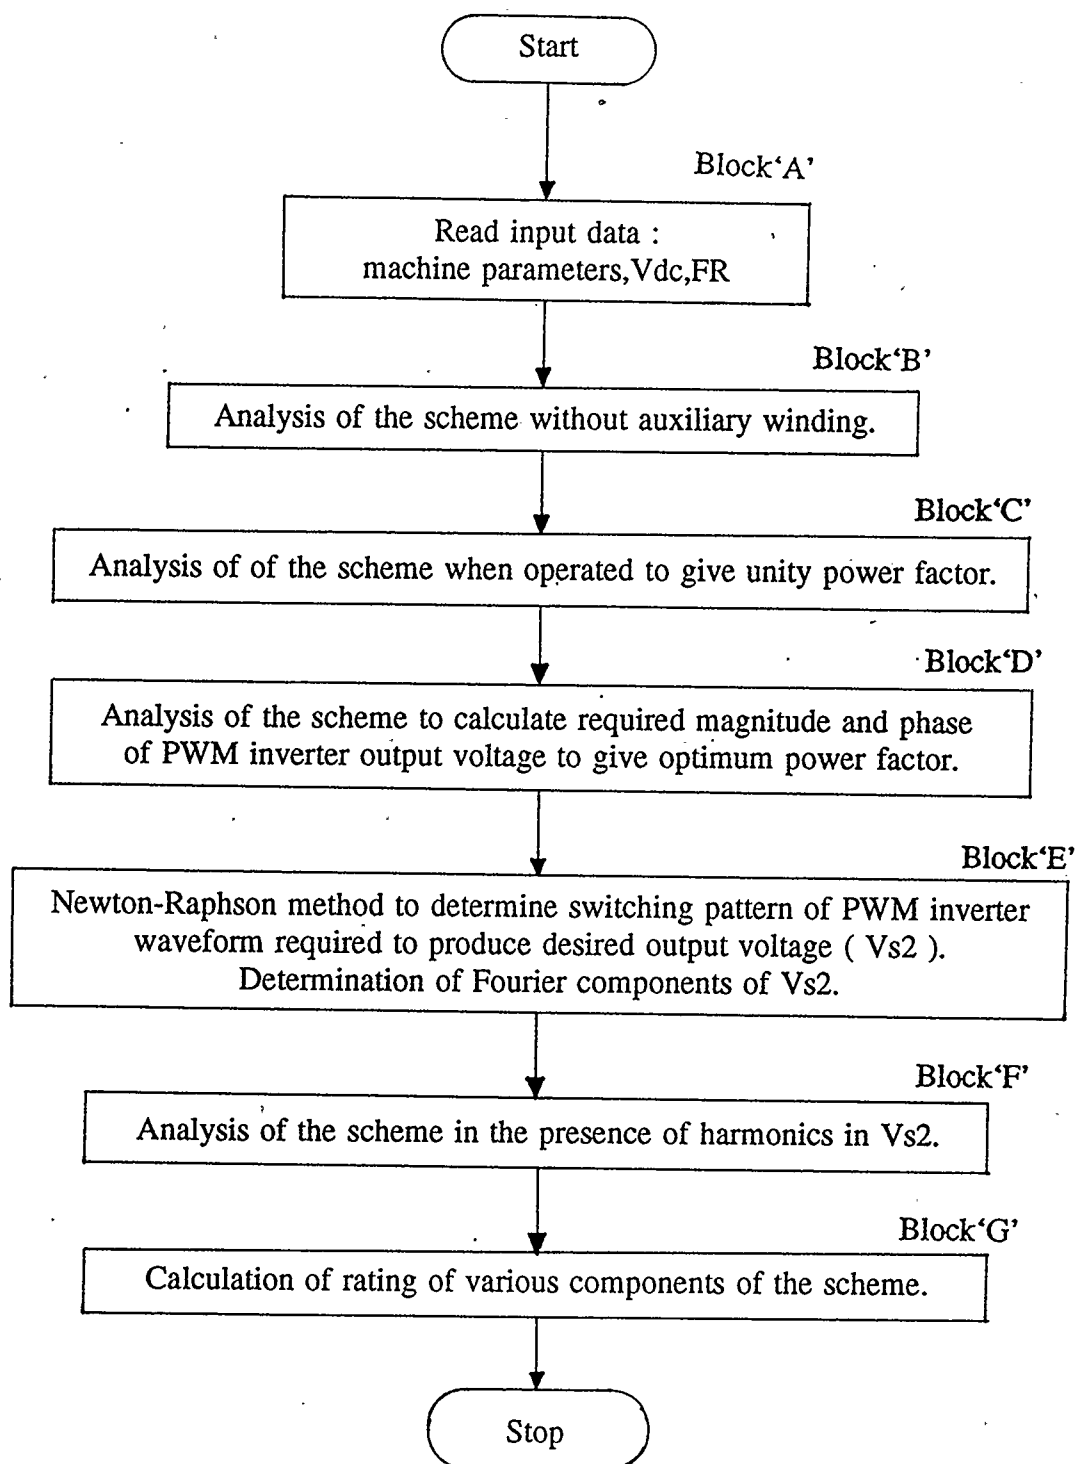 Start
Block‘A’
Read input data :
machine parameters,Vdc,FR
Block‘B’
Analysis of the scheme without auxiliary winding.
Block‘C’
Analysis of of the scheme when operated to give unity power factor.
Block‘D’
Analysis of the scheme to calculate required magnitude and phase
of PWM inverter output voltage to give optimum power factor.
Block‘E’
Newton-Raphson method to determine switching pattern of PWM inverter
waveform required to produce desired output voltage ( Vs2 ).
Determination of Fourier components of Vs2.
Block‘F’
Analysis of the scheme in the presence of harmonics in Vs2.
Block‘G’
Calculation of rating of various components of the scheme.
Stop